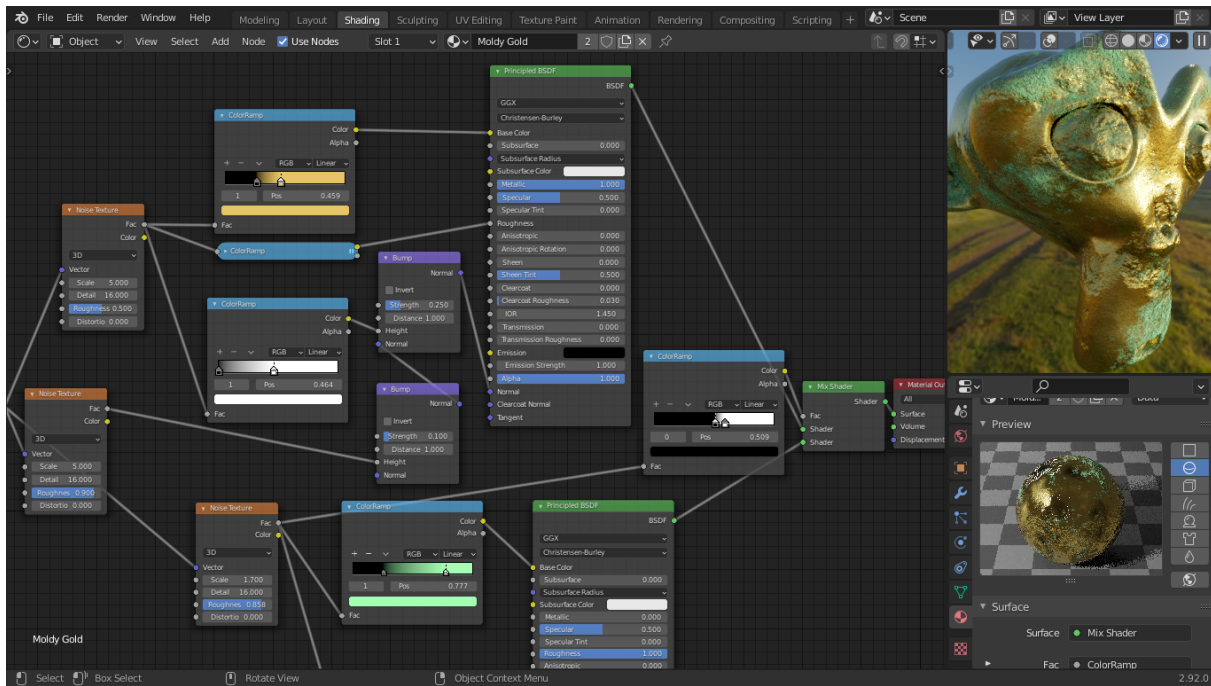 File Edit Render Window Help Modeling Layout Shading Sculpting UV Editing Texture Paint Animation Rendering Compositing Scripting + Scene View Layer
Object View Select Add Node Use Nodes Slot 1 Moldy Gold 2
Principled BSDF
BSDF
GGX
Christensen-Burley
Base Color
Subsurface 0.000
Subsurface Radius
Subsurface Color
Metallic 1.000
Specular 0.500
Specular Tint 0.000
Roughness
Anisotropic 0.000
Anisotropic Rotation 0.000
Sheen 0.000
Sheen Tint 0.500
Clearcoat 0.000
Clearcoat Roughness 0.030
IOR 1.450
Transmission 0.000
Transmission Roughness 0.000
Emission
Emission Strength 1.000
Alpha 1.000
Normal
Clearcoat Normal
Tangent
ColorRamp
Color
Alpha
RGB Linear
1 Pos 0.459
Fac
Noise Texture
Fac
Color
3D
Vector
Scale 5.000
Detail 16.000
Roughness 0.500
Distortio 0.000
ColorRamp
ColorRamp
Color
Alpha
RGB Linear
1 Pos 0.464
Fac
Bump
Normal
Invert
Strength 0.250
Distance 1.000
Height
Normal
Bump
Normal
Invert
Strength 0.100
Distance 1.000
Height
Normal
Noise Texture
Fac
Color
3D
Vector
Scale 5.000
Detail 16.000
Roughnes 0.900
Distortio 0.000
ColorRamp
Color
Alpha
RGB Linear
0 Pos 0.509
Fac
Mix Shader
Shader
Fac
Shader
Shader
Material Out
All
Surface
Volume
Displacement
Noise Texture
Fac
Color
3D
Vector
Scale 1.700
Detail 16.000
Roughnes 0.858
Distortio 0.000
ColorRamp
Color
Alpha
RGB Linear
1 Pos 0.777
Fac
Principled BSDF
BSDF
GGX
Christensen-Burley
Base Color
Subsurface 0.000
Subsurface Radius
Subsurface Color
Metallic 0.000
Specular 0.500
Specular Tint 0.000
Roughness 1.000
Anisotropic 0.000
Moldy Gold
Preview
Surface
Surface Mix Shader
Fac ColorRamp
Select Box Select Rotate View Object Context Menu 2.92.0